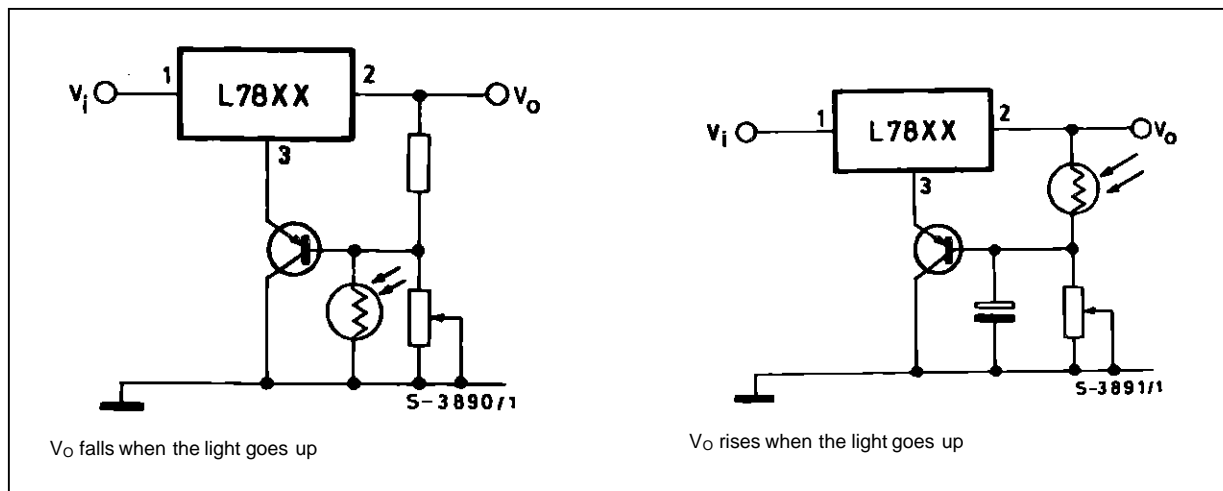 1
L78XX
2
Vi
VO
3
S-3890/1
VO falls when the light goes up
1
L78XX
2
Vi
VO
3
S-3891/1
VO rises when the light goes up